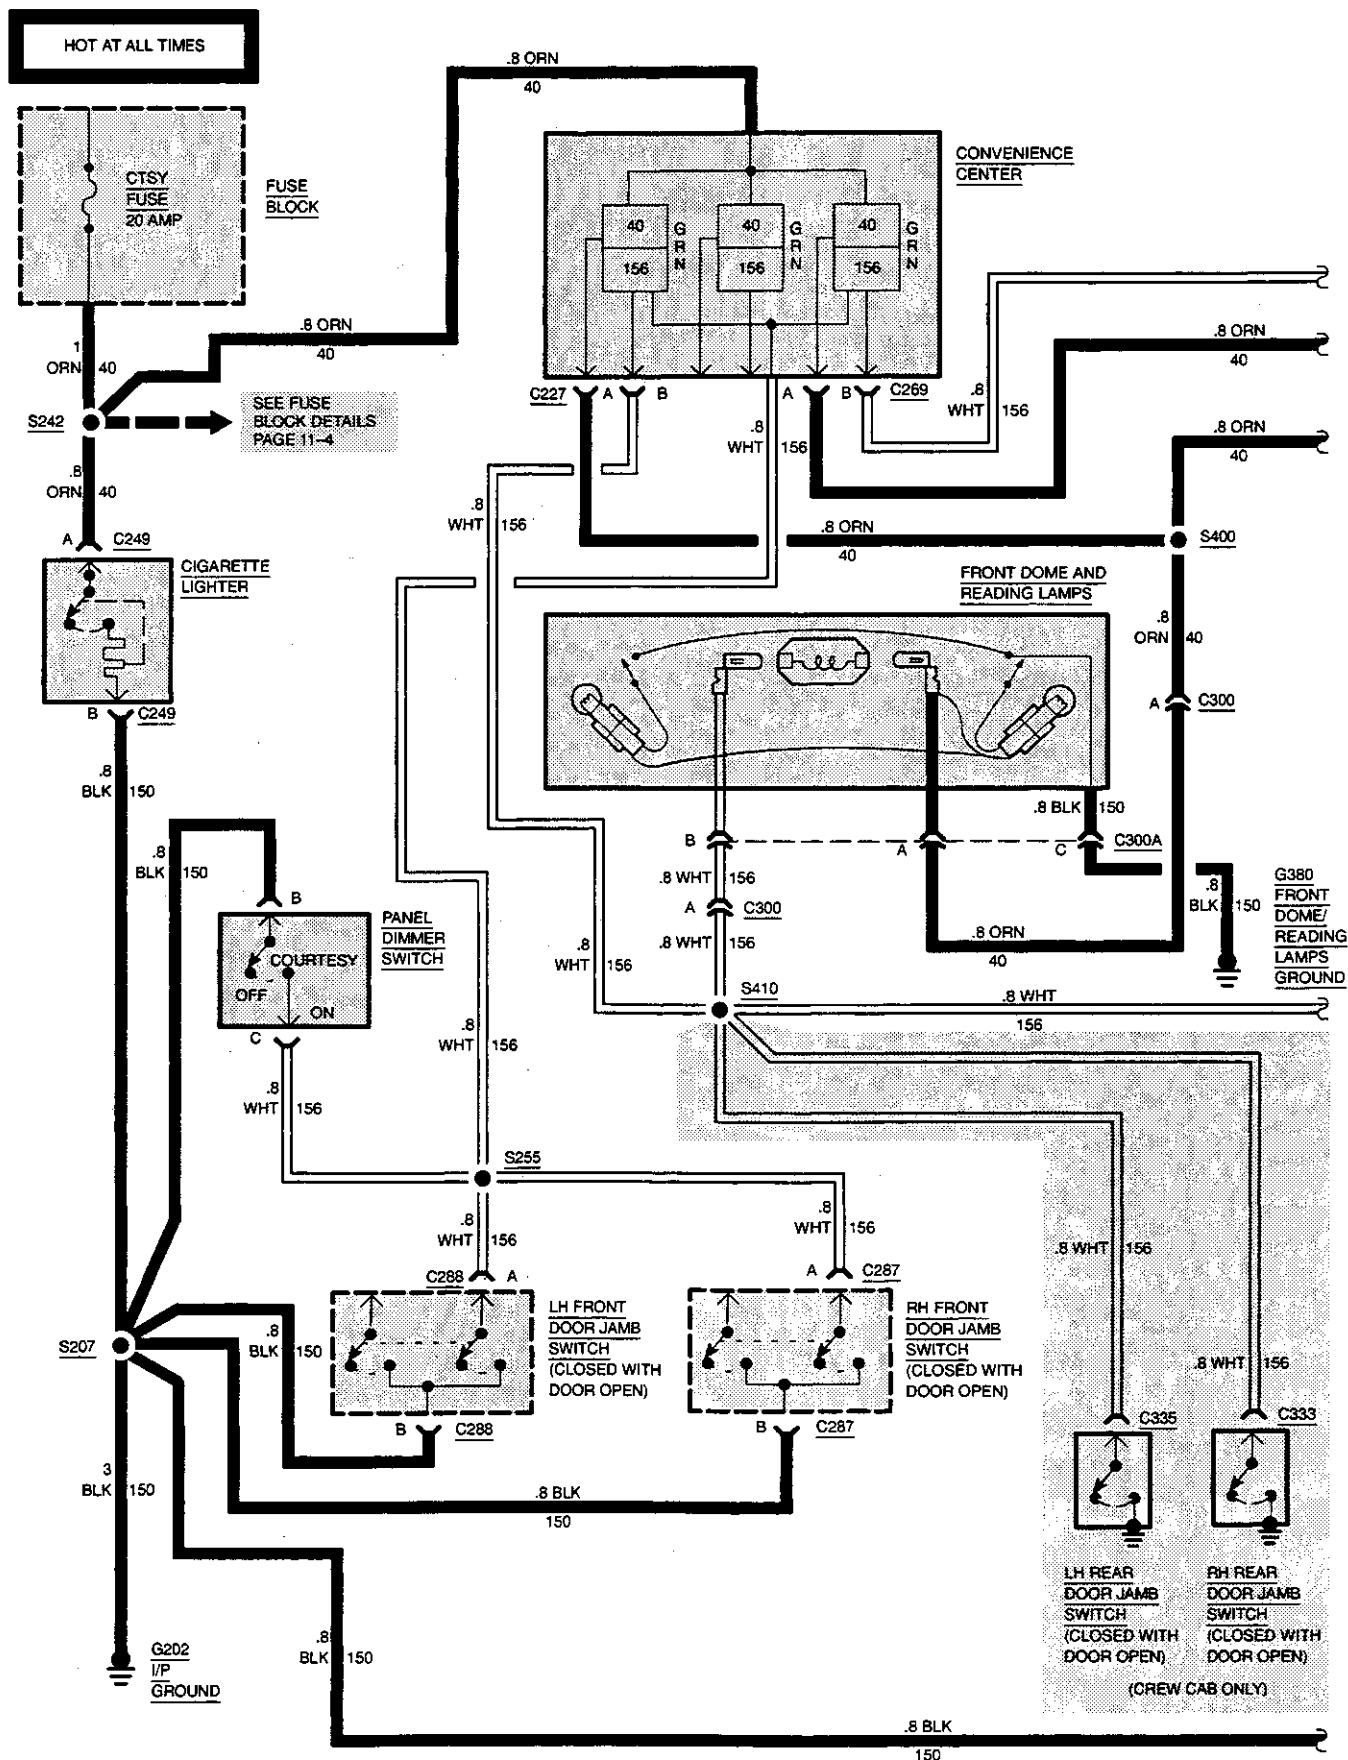 HOT AT ALL TIMES
.8 ORN
40
CTSY
FUSE
20 AMP
FUSE
BLOCK
CONVENIENCE
CENTER
40
156
GRN
40
156
GRN
40
156
GRN
.8 ORN
40
1
ORN 40
S242
SEE FUSE
BLOCK DETAILS
PAGE 11–4
C227 A B
A B C269
.8
WHT 156
.8
WHT 156
.8 ORN
40
.8 ORN
40
.8
ORN 40
.8
WHT 156
.8 ORN
40
S400
A C249
CIGARETTE
LIGHTER
B C249
FRONT DOME AND
READING LAMPS
.8
ORN 40
A C300
.8
BLK 150
.8 BLK 150
B A C C300A
.8
BLK 150
.8 WHT 156
A C300
.8 WHT 156
.8
BLK 150
G380
FRONT
DOME/
READING
LAMPS
GROUND
.8 ORN
40
B
PANEL
DIMMER
SWITCH
COURTESY
OFF
ON
C
.8
WHT 156
S410
.8 WHT
156
.8
WHT 156
.8
WHT 156
S255
.8
WHT 156
.8
WHT 156
.8 WHT 156
.8 WHT 156
C288 A
LH FRONT
DOOR JAMB
SWITCH
(CLOSED WITH
DOOR OPEN)
B C288
A C287
RH FRONT
DOOR JAMB
SWITCH
(CLOSED WITH
DOOR OPEN)
B C287
S207
.8
BLK 150
.8 BLK
150
3
BLK 150
C335
C333
LH REAR
DOOR JAMB
SWITCH
(CLOSED WITH
DOOR OPEN)
RH REAR
DOOR JAMB
SWITCH
(CLOSED WITH
DOOR OPEN)
(CREW CAB ONLY)
G202
I/P
GROUND
.8
BLK 150
.8 BLK
150